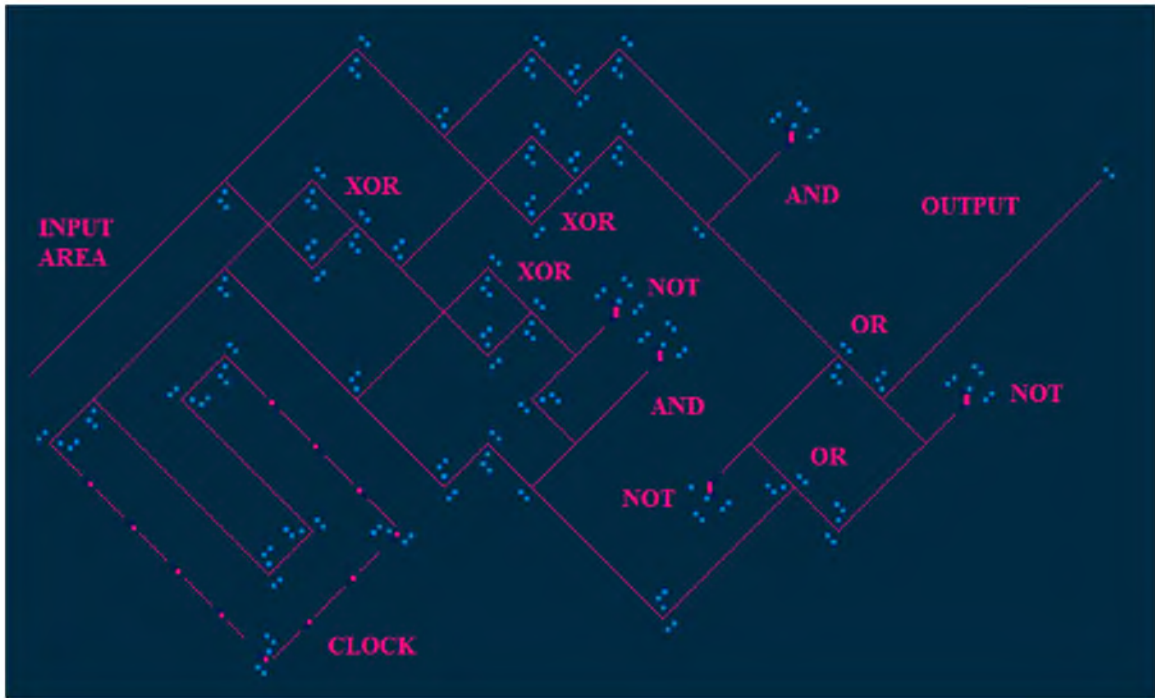 XOR
AND
INPUT
AREA
XOR
OUTPUT
XOR
NOT
OR
NOT
AND
OR
NOT
CLOCK